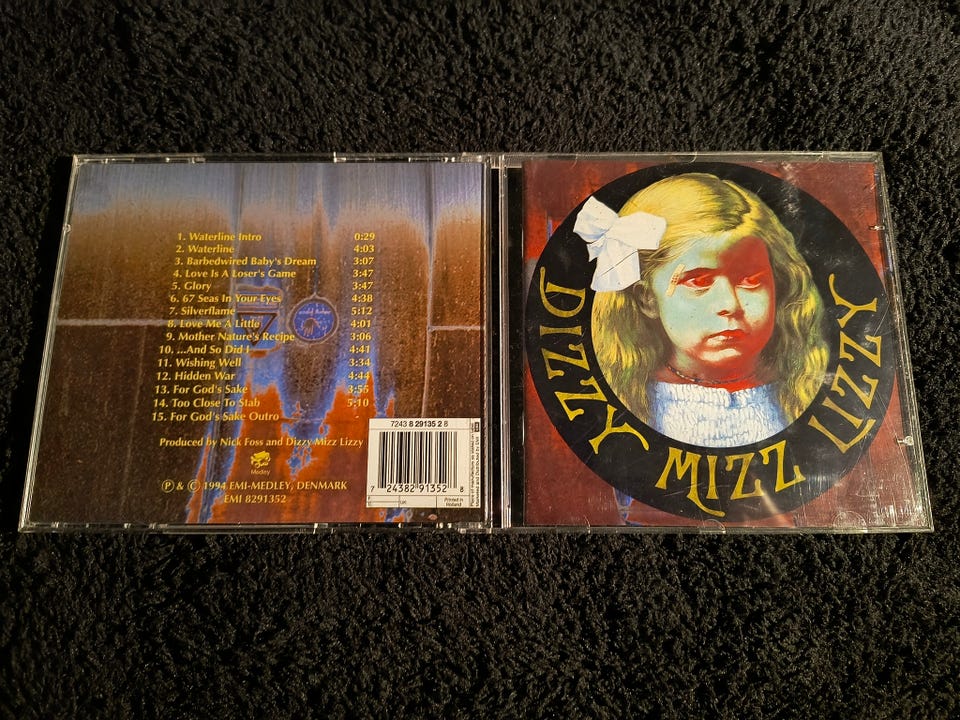 1. Waterline Intro 0:29
2. Waterline 4:03
3. Barbedwired Baby's Dream 3:07
4. Love Is A Loser's Game 3:47
5. Glory 3:47
6. 67 Seas In Your Eyes 4:38
7. Silverflame 5:12
8. Love Me A Little 4:01
9. Mother Nature's Recipe 3:06
10. ...And So Did I 4:41
11. Wishing Well 3:34
12. Hidden War 4:44
13. For God's Sake 3:55
14. Too Close To Stab 5:10
15. For God's Sake Outro -
Produced by Nick Foss and Dizzy Mizz Lizzy
Medley
℗ & © 1994 EMI-MEDLEY, DENMARK
EMI 8291352
7243 8 29135 2 8
7 24382 91352 8
UK:
Printed in
Holland
DIZZY MIZZ LIZZY